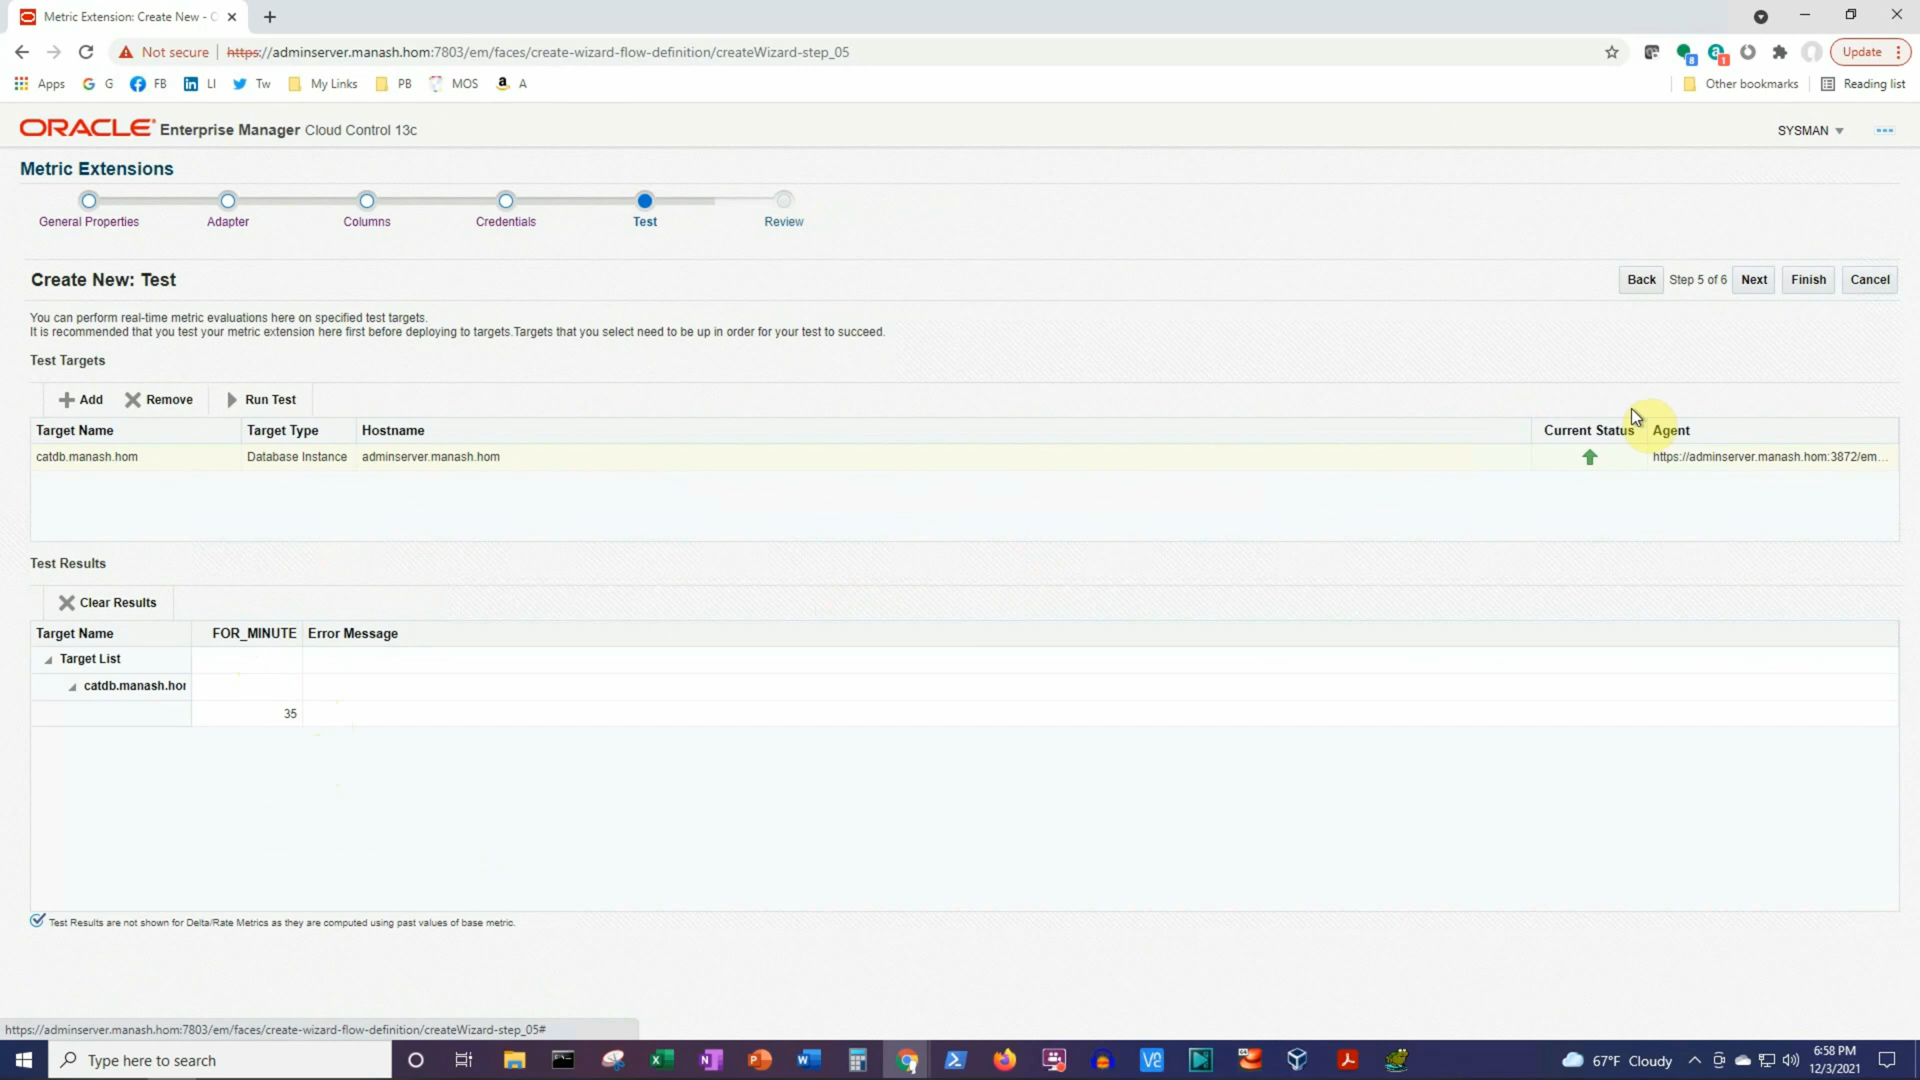 Metric Extension: Create New - O
Not secure https://adminserver.manash.hom:7803/em/faces/create-wizard-flow-definition/createWizard-step_05
8 1 Update
Apps G FB LI Tw My Links PB MOS A Other bookmarks Reading list
ORACLE Enterprise Manager Cloud Control 13c SYSMAN
Metric Extensions
General Properties Adapter Columns Credentials Test Review
Create New: Test Back Step 5 of 6 Next Finish Cancel
You can perform real-time metric evaluations here on specified test targets.
It is recommended that you test your metric extension here first before deploying to targets.Targets that you select need to be up in order for your test to succeed.
Test Targets
Add Remove Run Test
Target Name Target Type Hostname Current Status Agent
catdb.manash.hom Database Instance adminserver.manash.hom https://adminserver.manash.hom:3872/em...
Test Results
Clear Results
Target Name FOR_MINUTE Error Message
Target List
catdb.manash.hor
35
Test Results are not shown for Delta/Rate Metrics as they are computed using past values of base metric.
https://adminserver.manash.hom:7803/em/faces/create-wizard-flow-definition/createWizard-step_05#
Type here to search 67°F Cloudy 6:58 PM
12/3/2021